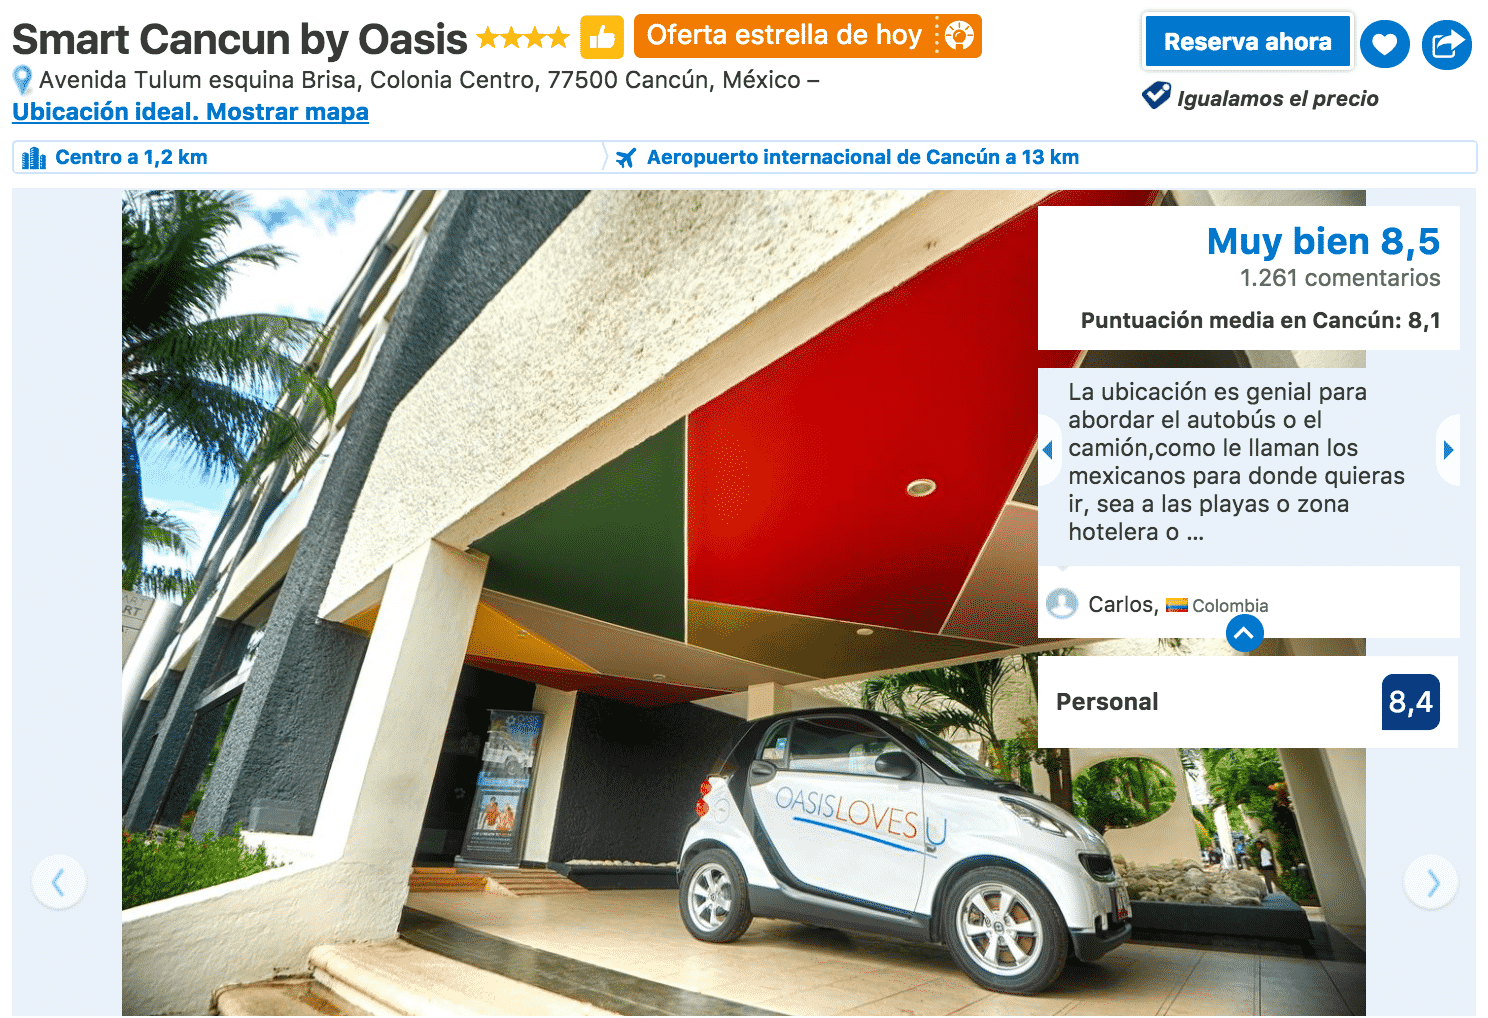 Smart Cancun by Oasis
Oferta estrella de hoy
Reserva ahora
Avenida Tulum esquina Brisa, Colonia Centro, 77500 Cancún, México –
Ubicación ideal. Mostrar mapa
Igualamos el precio
Centro a 1,2 km
Aeropuerto internacional de Cancún a 13 km
Muy bien 8,5
1.261 comentarios
Puntuación media en Cancún: 8,1
La ubicación es genial para
abordar el autobús o el
camión,como le llaman los
mexicanos para donde quieras
ir, sea a las playas o zona
hotelera o ...
Carlos, Colombia
Personal
8,4
OASISLOVESU